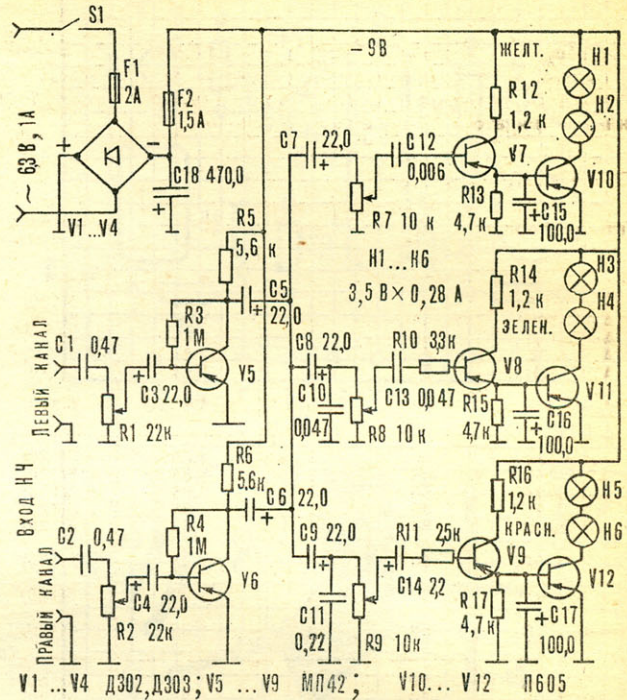 S1
– 9В
F1
2А
F2
1,5А
~ 6,3 В, 1А
+
–
C18 470,0
+
V1...V4
ЖЕЛТ.
R12
1,2 к
H1
H2
C7 22,0
+
C12
0,006
V7
V10
R7 10 к
R13
4,7к
+ C15
100,0
R5
5,6 к
C5
+ 22,0
H1...H6
3,5 В × 0,28 А
R14
1,2 к
ЗЕЛЕН.
H3
H4
C1 0,47
R3
1М
+
C3 22,0
V5
R1 22к
ЛЕВЫЙ КАНАЛ
C8 22,0
+
C10
0,047
R10 3,3к
C13 0,047
R8 10 к
V8
V11
R15
4,7к
+ C16
100,0
Вход НЧ
R6
5,6к
C6 22,0
+
R16
1,2 к
КРАСН.
H5
H6
C2 0,47
R4
1М
+
C4 22,0
V6
R2 22к
ПРАВЫЙ КАНАЛ
C9 22,0
+
C11
0,22
R11 2,5к
+
C14 2,2
R9 10к
V9
V12
R17
4,7 к
+ C17
100,0
V1 ...V4 Д302,Д303; V5 ...V9 МП42; V10... V12 П605